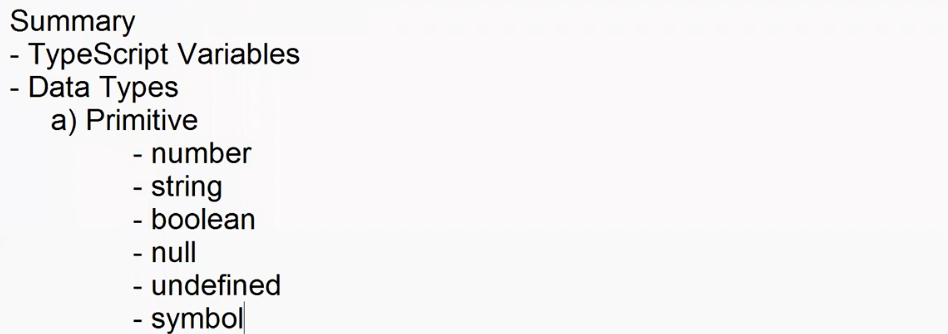 Summary
- TypeScript Variables
- Data Types
a) Primitive
- number
- string
- boolean
- null
- undefined
- symbol